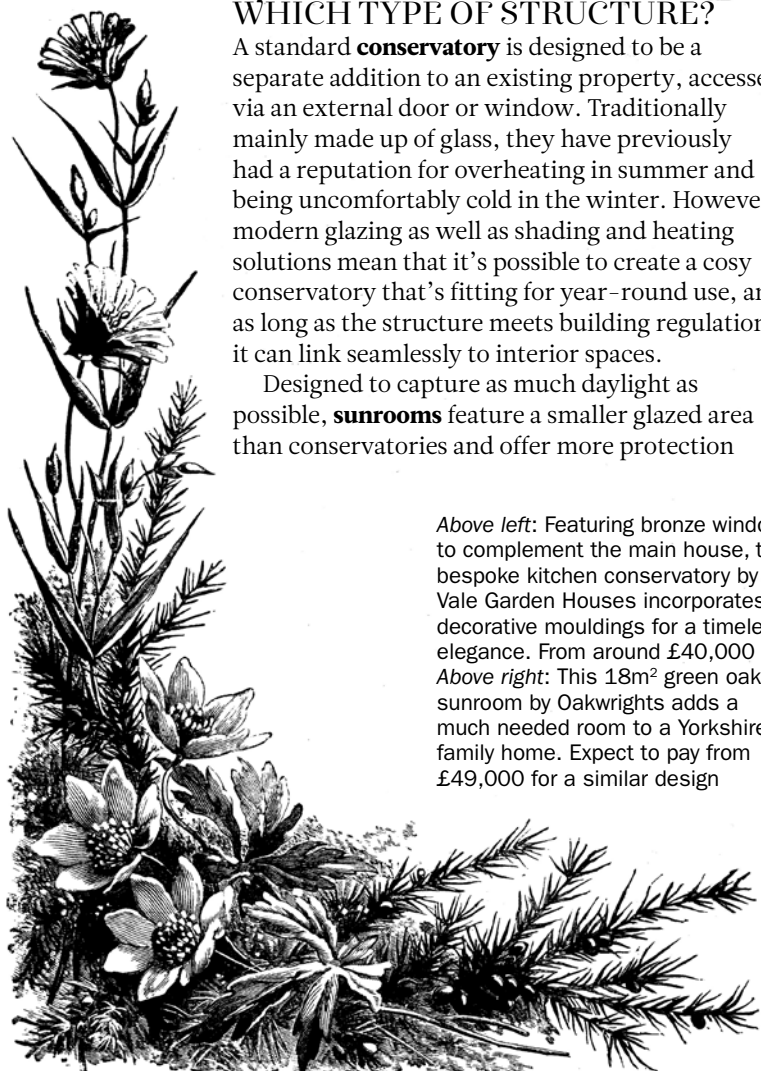 WHICH TYPE OF STRUCTURE?
A standard conservatory is designed to be a
separate addition to an existing property, accesse
via an external door or window. Traditionally
mainly made up of glass, they have previously
had a reputation for overheating in summer and
being uncomfortably cold in the winter. Howeve
modern glazing as well as shading and heating
solutions mean that it's possible to create a cosy
conservatory that's fitting for year-round use, an
as long as the structure meets building regulation
it can link seamlessly to interior spaces.
Designed to capture as much daylight as
possible, sunrooms feature a smaller glazed area
than conservatories and offer more protection
Above left: Featuring bronze windo
to complement the main house, t
bespoke kitchen conservatory by
Vale Garden Houses incorporates
decorative mouldings for a timele
elegance. From around £40,000
Above right: This 18m² green oak
sunroom by Oakwrights adds a
much needed room to a Yorkshire
family home. Expect to pay from
£49,000 for a similar design